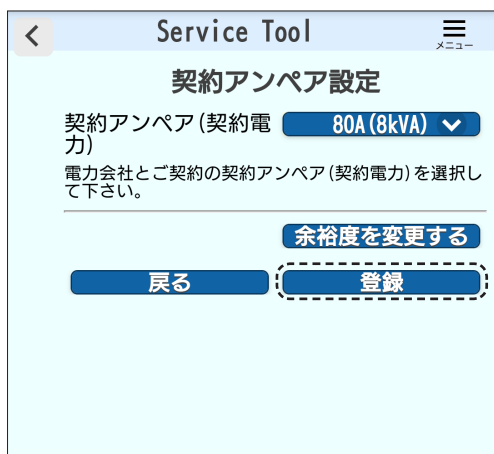 Service Tool
メニュー
契約アンペア設定
契約アンペア(契約電
力)
80A(8kVA)
電力会社とご契約の契約アンペア(契約電力)を選択し
て下さい。
余裕度を変更する
戻る
登録